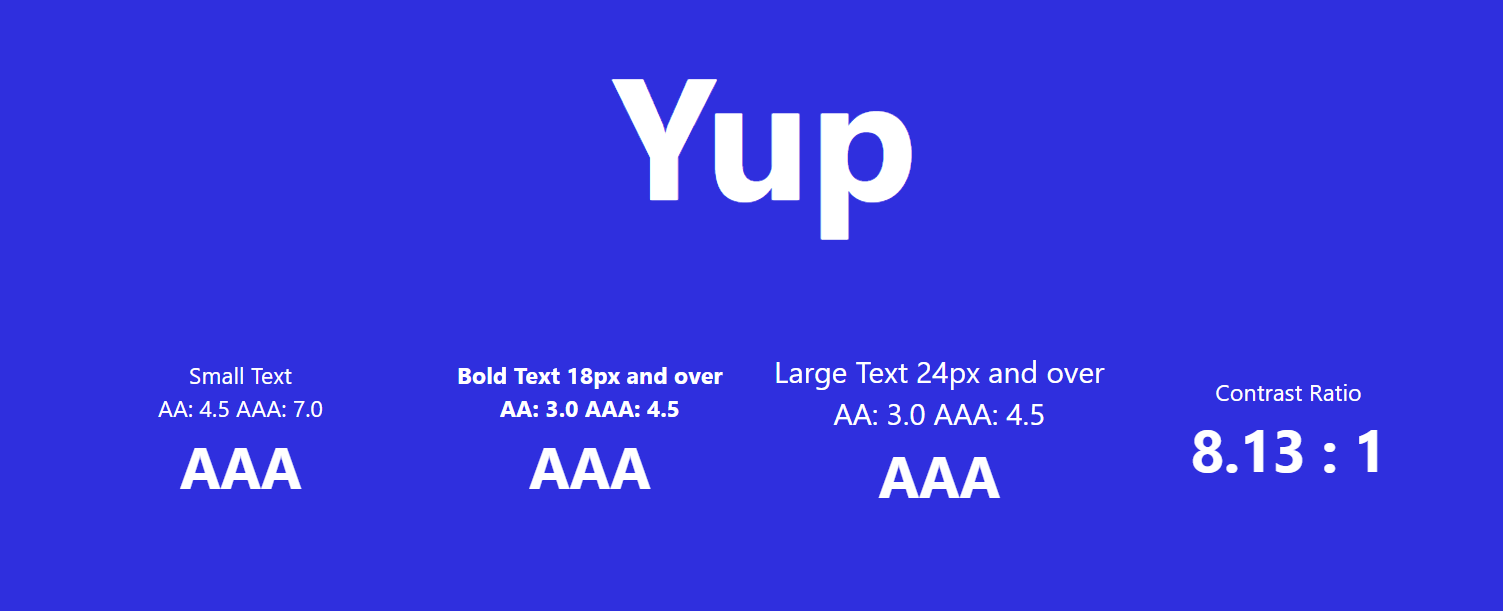 Yup
Small Text
AA: 4.5 AAA: 7.0
AAA
Bold Text 18px and over
AA: 3.0 AAA: 4.5
AAA
Large Text 24px and over
AA: 3.0 AAA: 4.5
AAA
Contrast Ratio
8.13 : 1